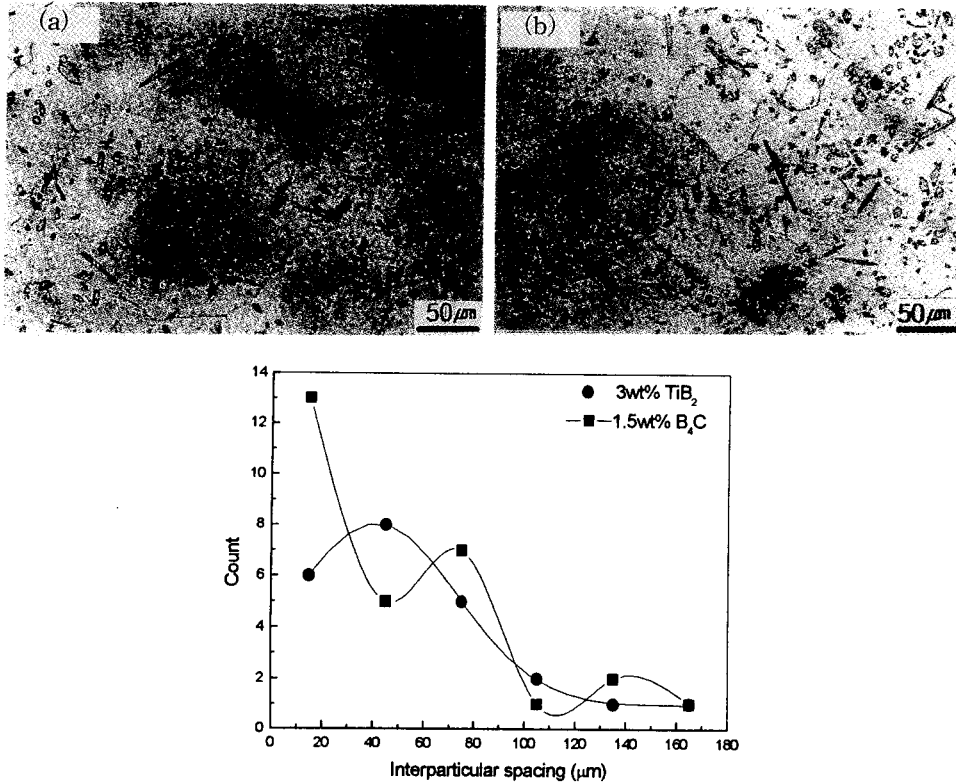 (a)
(b)
50㎛
50㎛
14
12
10
8
6
4
2
0
Count
3wt% TiB₂
1.5wt% B₄C
0 20 40 60 80 100 120 140 160 180
Interparticular spacing (μm)